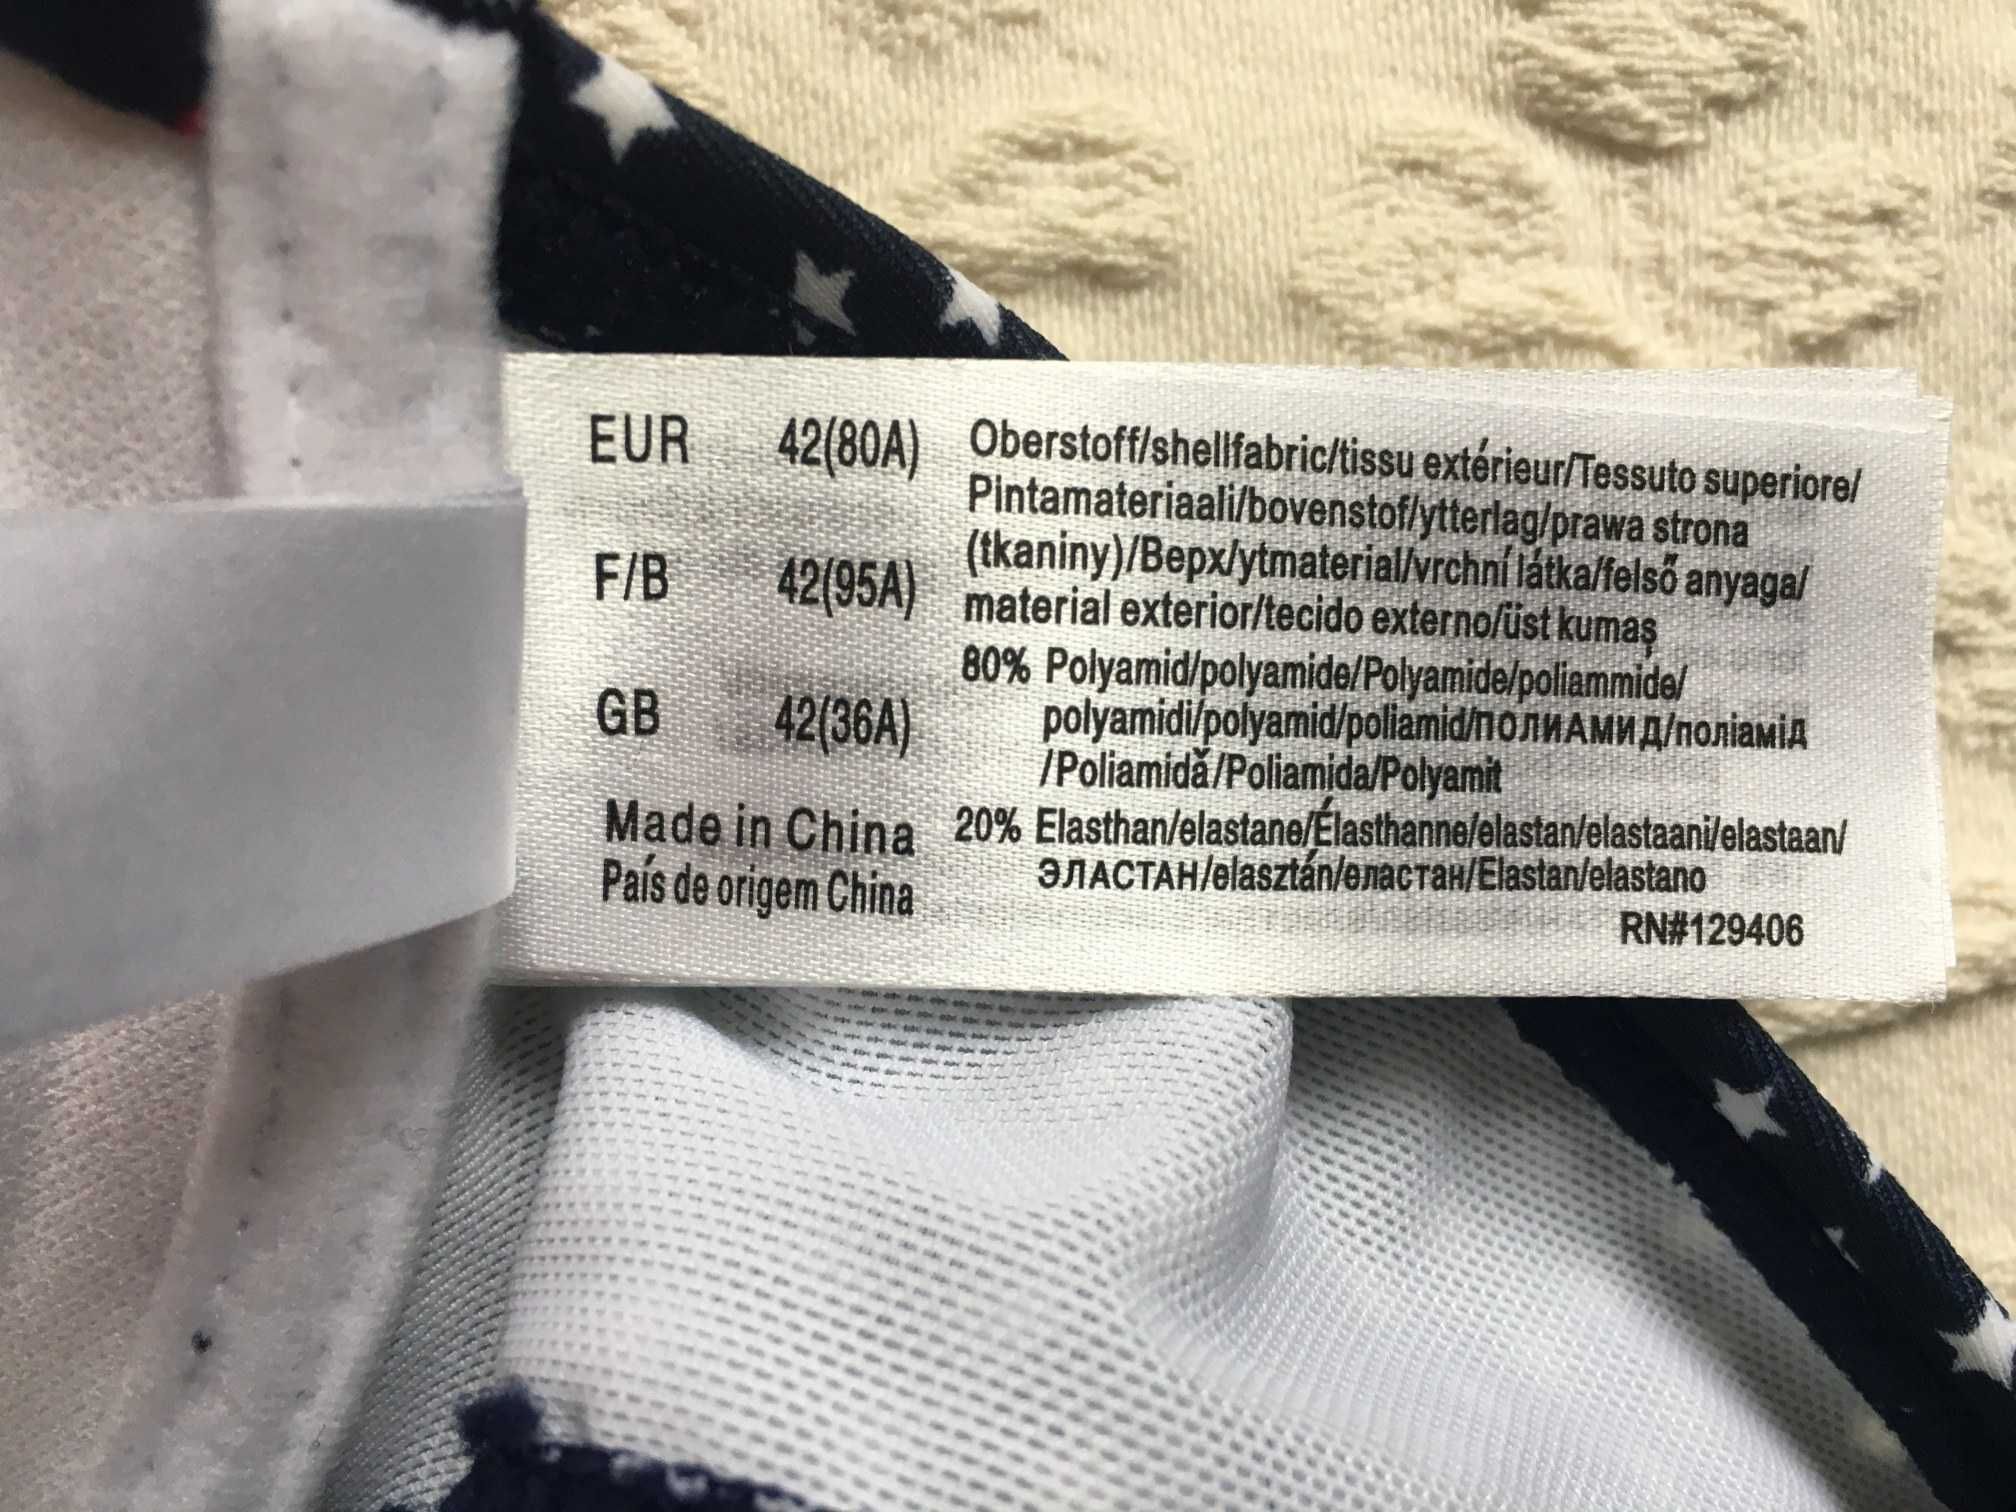 EUR 42(80A)
F/B 42(95A)
GB 42(36A)
Made in China
País de origem China
Oberstoff/shellfabric/tissu extérieur/Tessuto superiore/
Pintamateriaali/bovenstof/ytterlag/prawa strona
(tkaniny)/Верх/ytmaterial/vrchní látka/felső anyaga/
material exterior/tecido externo/üst kumaş
80% Polyamid/polyamide/Polyamide/poliammide/
polyamidi/polyamid/poliamid/ПОЛИАМИД/поліаміД
/Poliamidă/Poliamida/Polyamit
20% Elasthan/elastane/Élasthanne/elastan/elastaani/elastaan/
ЭЛАСТАН/elasztán/еластан/Elastan/elastano
RN#129406